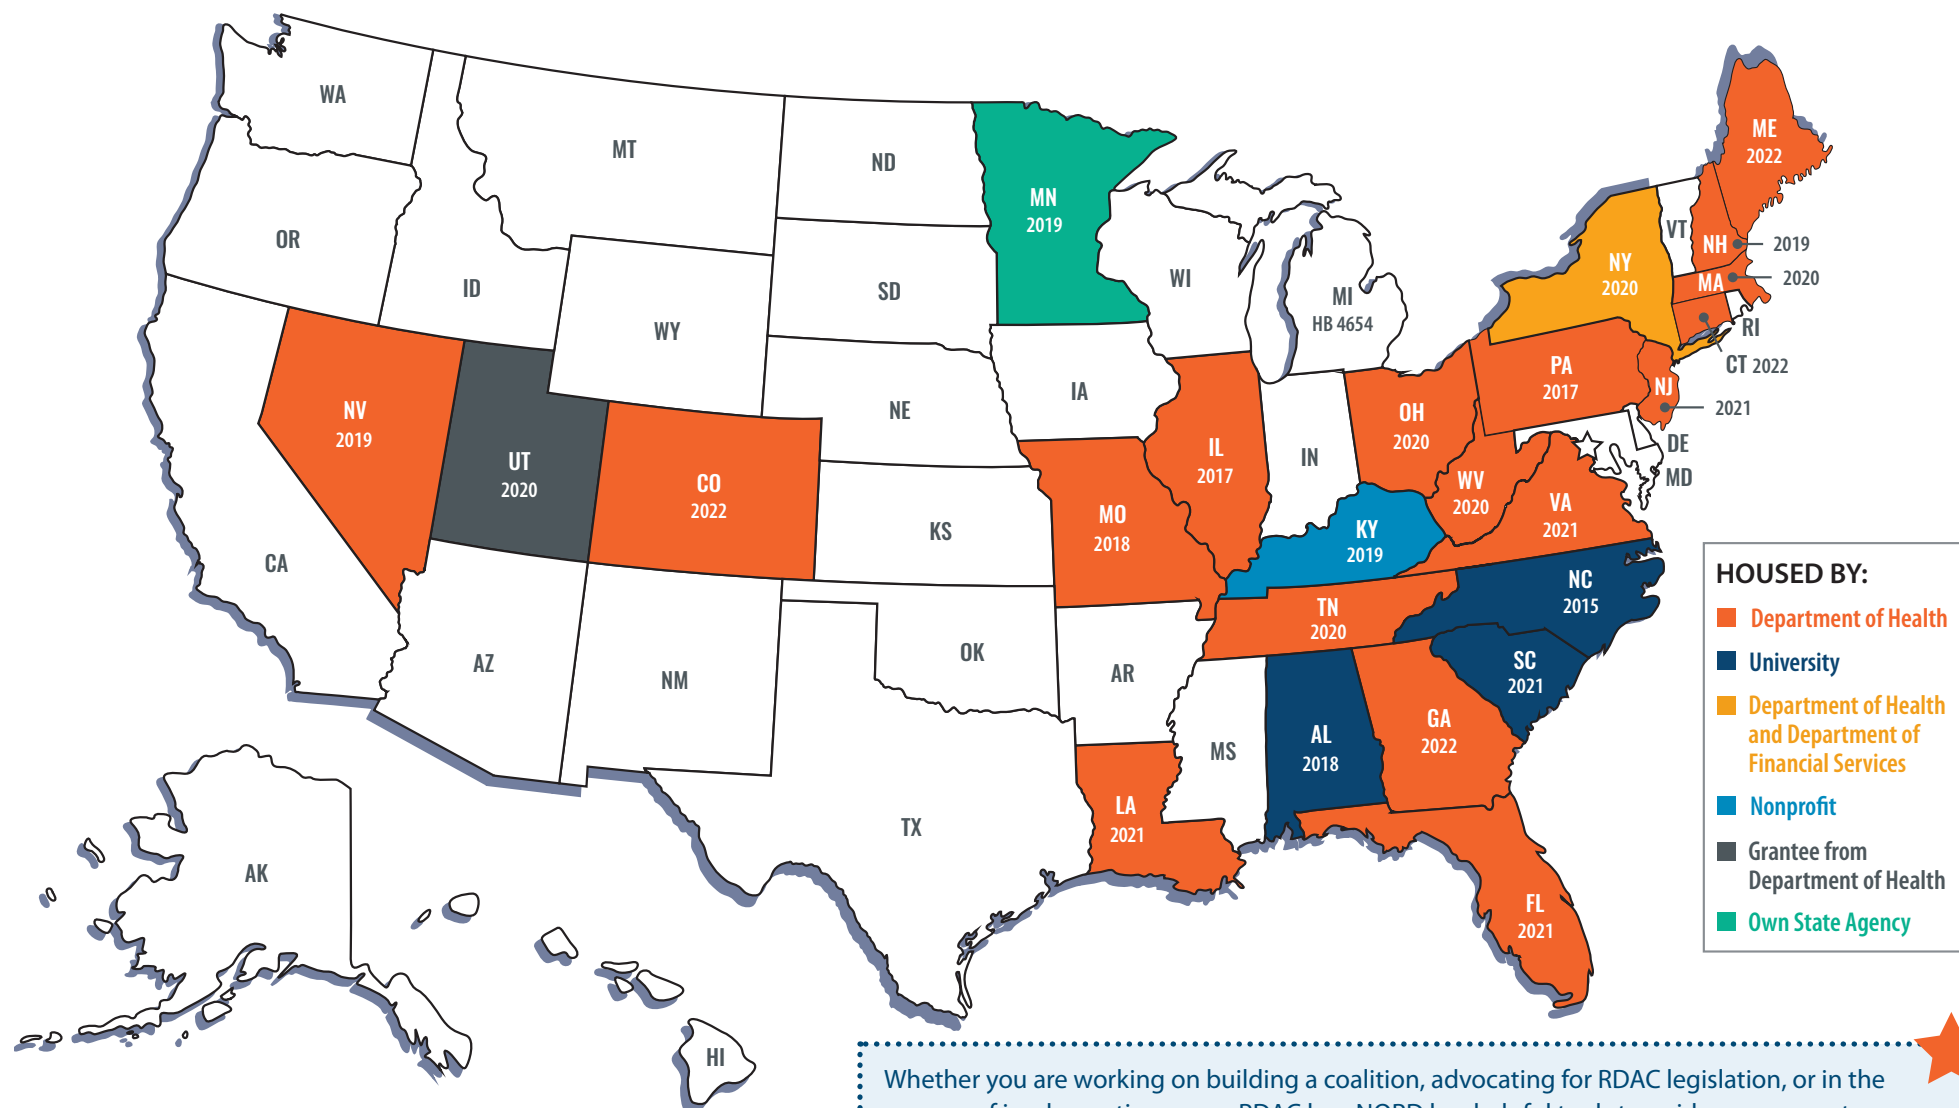 WA
MT
ND
MN
2019
OR
ID
SD
WI
MI
HB 4654
WY
ME
2022
VT
NH
2019
NY
2020
MA
2020
RI
CT 2022
PA
2017
NJ
2021
DE
MD
NV
2019
UT
2020
CO
2022
NE
IA
IL
2017
IN
OH
2020
WV
2020
VA
2021
CA
KS
MO
2018
KY
2019
NC
2015
TN
2020
SC
2021
AZ
NM
OK
AR
MS
AL
2018
GA
2022
TX
LA
2021
FL
2021
AK
HI
HOUSED BY:
Department of Health
University
Department of Health
and Department of
Financial Services
Nonprofit
Grantee from
Department of Health
Own State Agency
Whether you are working on building a coalition, advocating for RDAC legislation, or in the